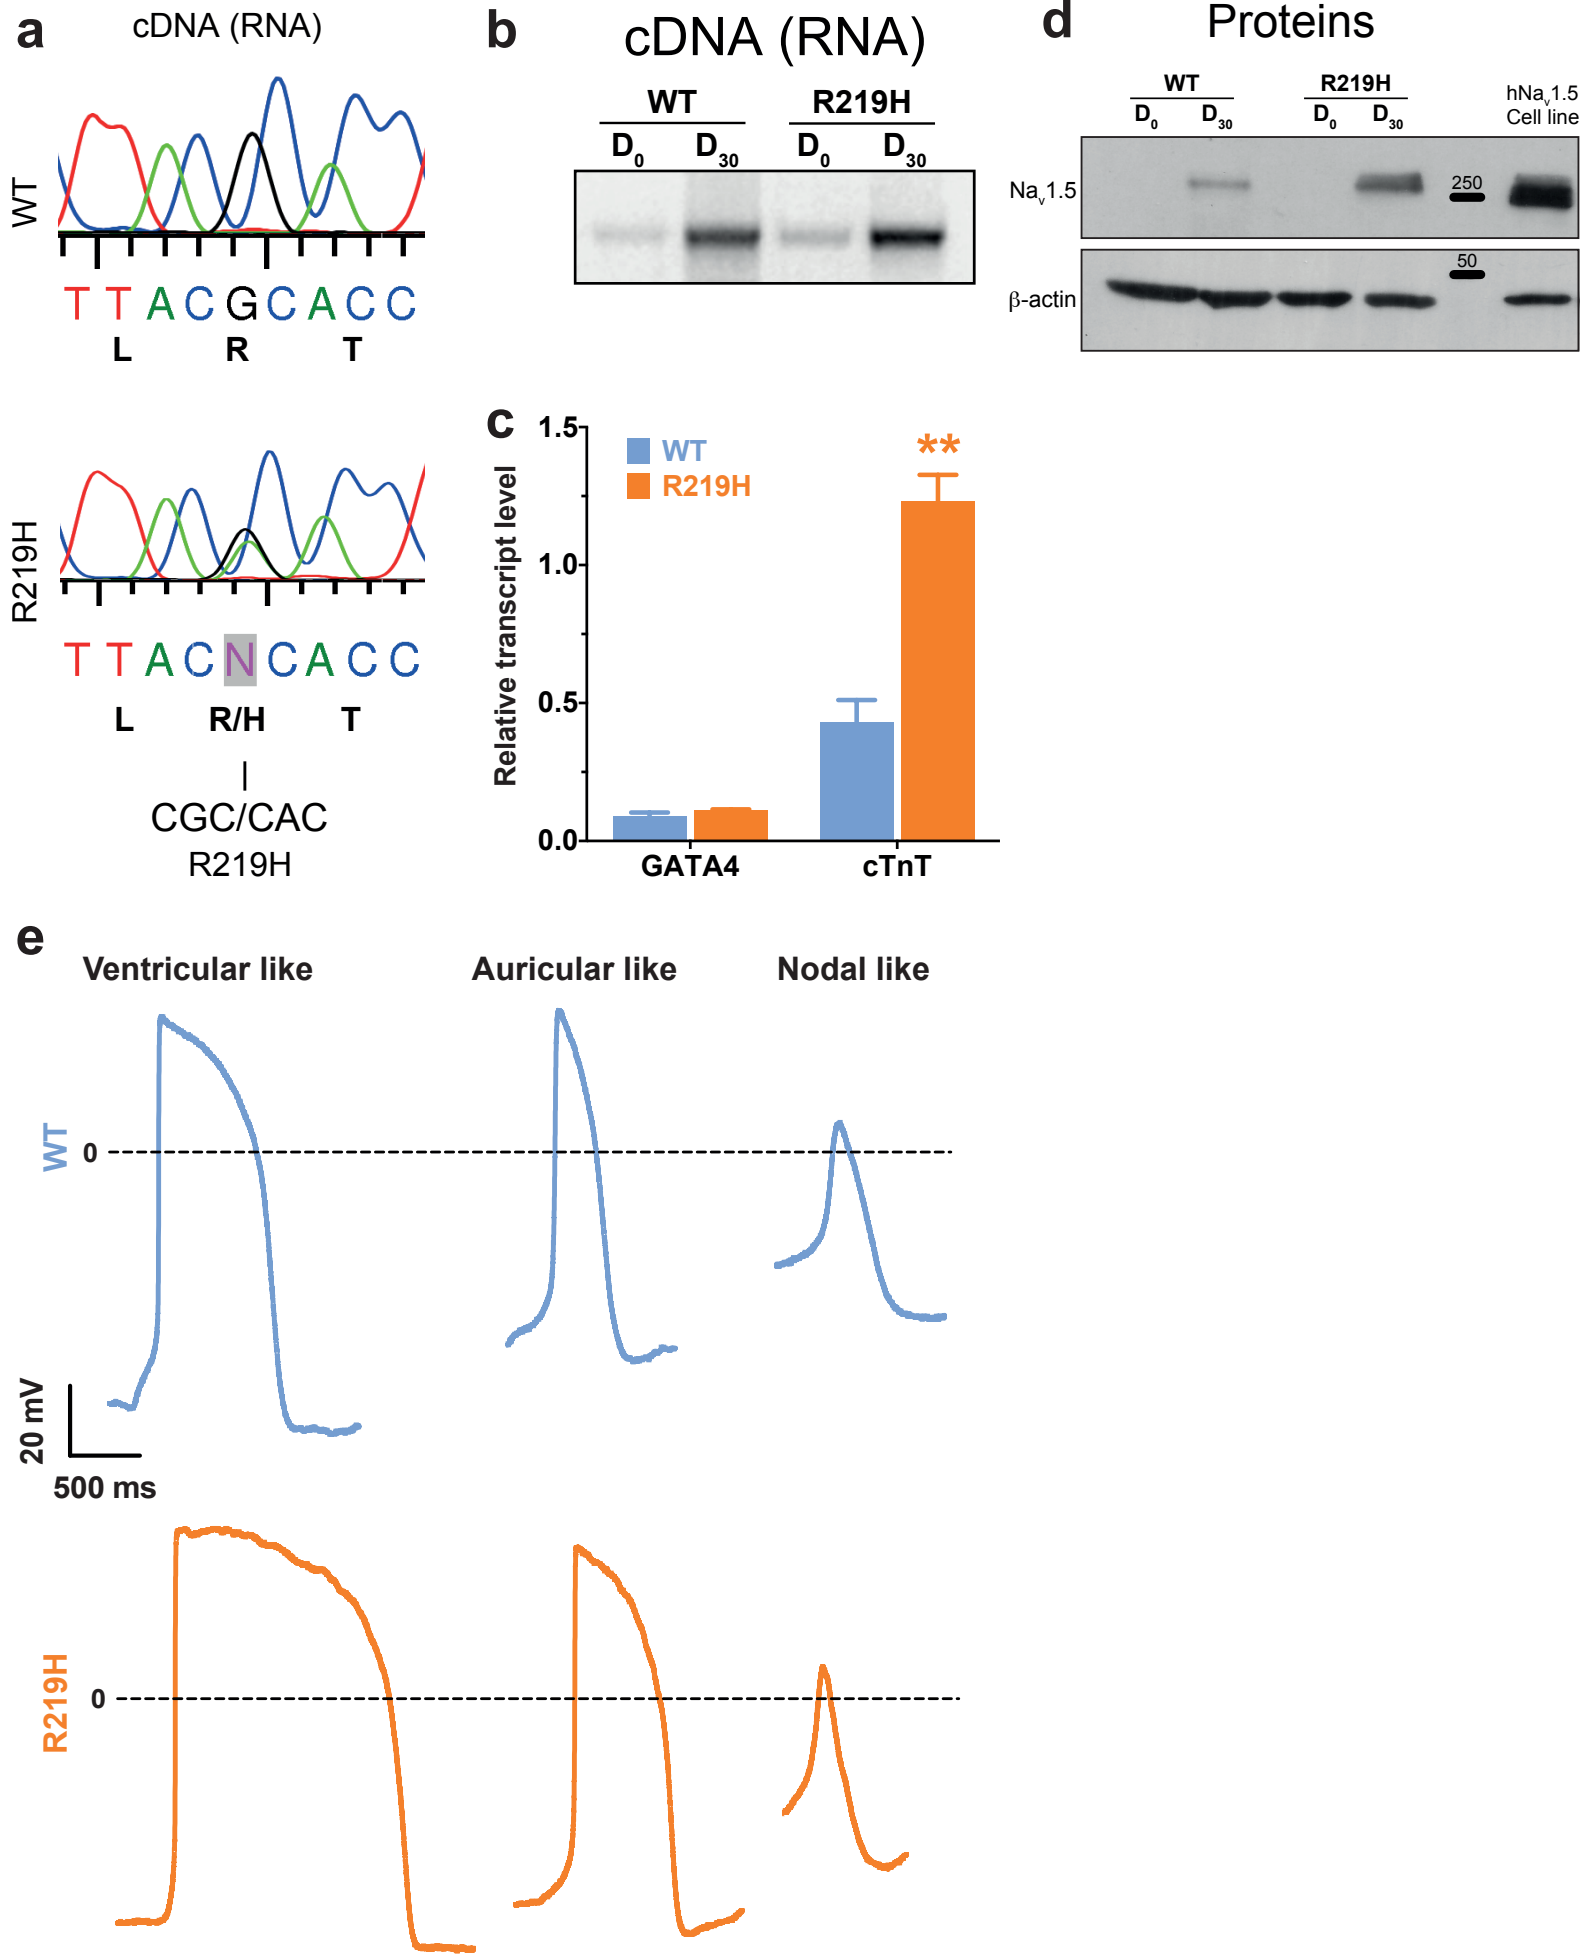 a
cDNA (RNA)
WT
T T A C G C A C C
L R T
R219H
T T A C N C A C C
L R/H T
CGC/CAC
R219H
b
cDNA (RNA)
WT R219H
D0 D30 D0 D30
c
Relative transcript level
1.5
1.0
0.5
0.0
WT
R219H
**
GATA4 cTnT
d
Proteins
WT R219H hNav1.5
D0 D30 D0 D30 Cell line
Nav1.5 250
50
β-actin
e
Ventricular like Auricular like Nodal like
WT 0
20 mV
500 ms
R219H 0